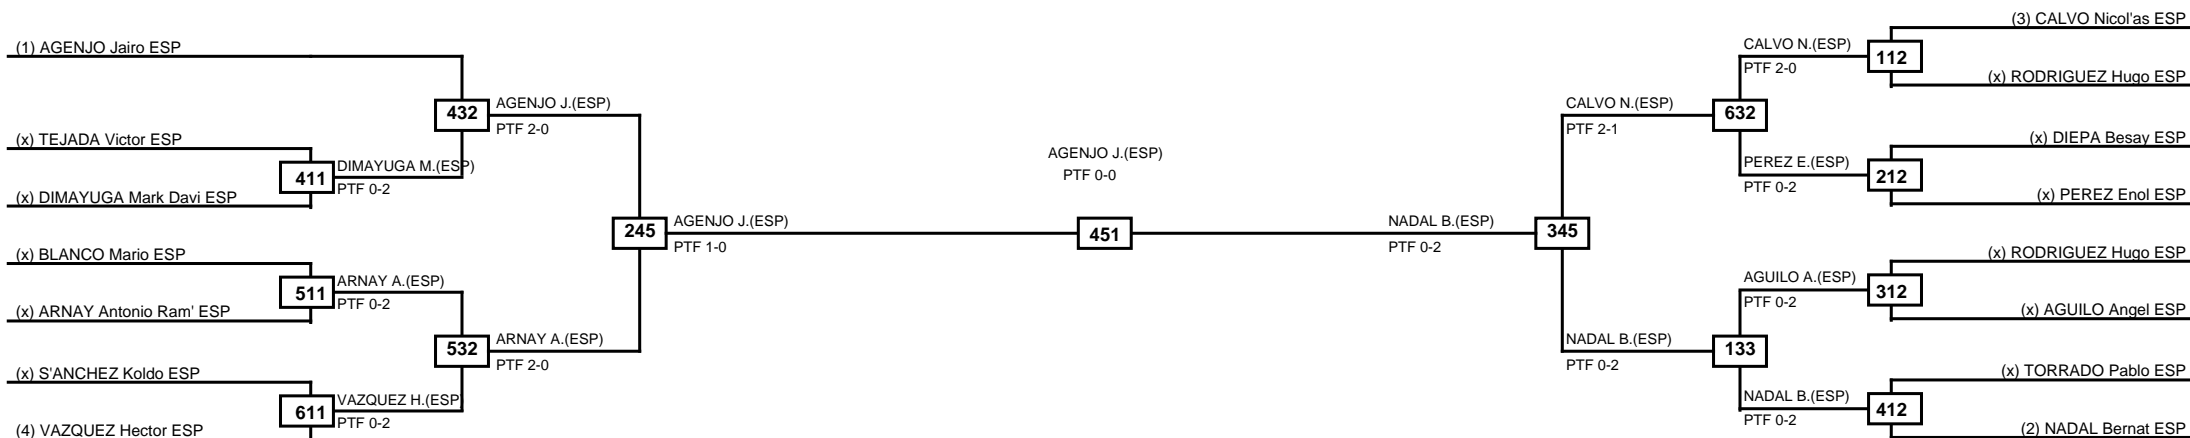 (1) AGENJO Jairo ESP
(x) TEJADA Victor ESP
(x) DIMAYUGA Mark Davi ESP
(x) BLANCO Mario ESP
(x) ARNAY Antonio Ram' ESP
(x) S'ANCHEZ Koldo ESP
(4) VAZQUEZ Hector ESP
411
DIMAYUGA M.(ESP)
PTF 0-2
511
ARNAY A.(ESP)
PTF 0-2
611
VAZQUEZ H.(ESP
PTF 0-2
432
AGENJO J.(ESP)
PTF 2-0
532
ARNAY A.(ESP)
PTF 2-0
245
AGENJO J.(ESP)
PTF 1-0
AGENJO J.(ESP)
PTF 0-0
451
NADAL B.(ESP)
PTF 0-2
345
CALVO N.(ESP)
PTF 2-1
632
NADAL B.(ESP)
PTF 0-2
133
CALVO N.(ESP)
PTF 2-0
112
PEREZ E.(ESP)
PTF 0-2
212
AGUILO A.(ESP)
PTF 0-2
312
NADAL B.(ESP)
PTF 0-2
412
(3) CALVO Nicol'as ESP
(x) RODRIGUEZ Hugo ESP
(x) DIEPA Besay ESP
(x) PEREZ Enol ESP
(x) RODRIGUEZ Hugo ESP
(x) AGUILO Angel ESP
(x) TORRADO Pablo ESP
(2) NADAL Bernat ESP